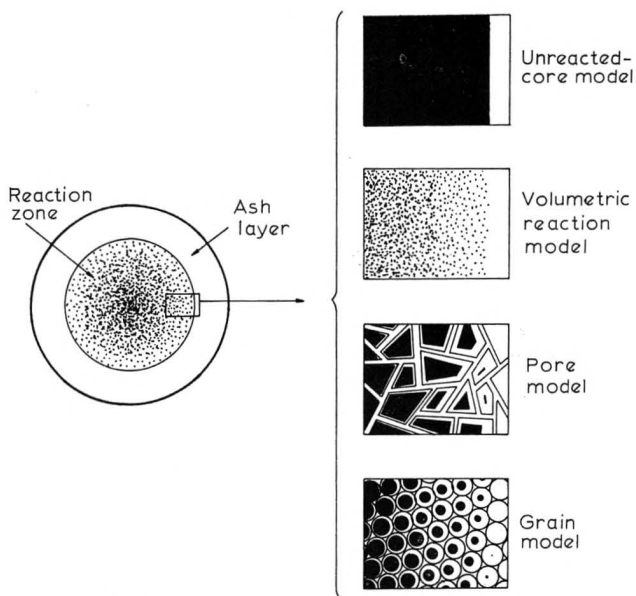 Reaction
zone
Ash
layer
Unreacted-
core model
Volumetric
reaction
model
Pore
model
Grain
model